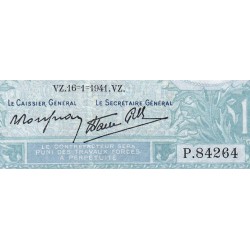 VZ.16-1-1941.VZ.
LE CAISSIER GÉNÉRAL LE SECRÉTAIRE GÉNÉRAL
P.84264
LE CONTREFACTEUR SERA
PUNI DES TRAVAUX FORCÉS
A PERPÉTUITÉ